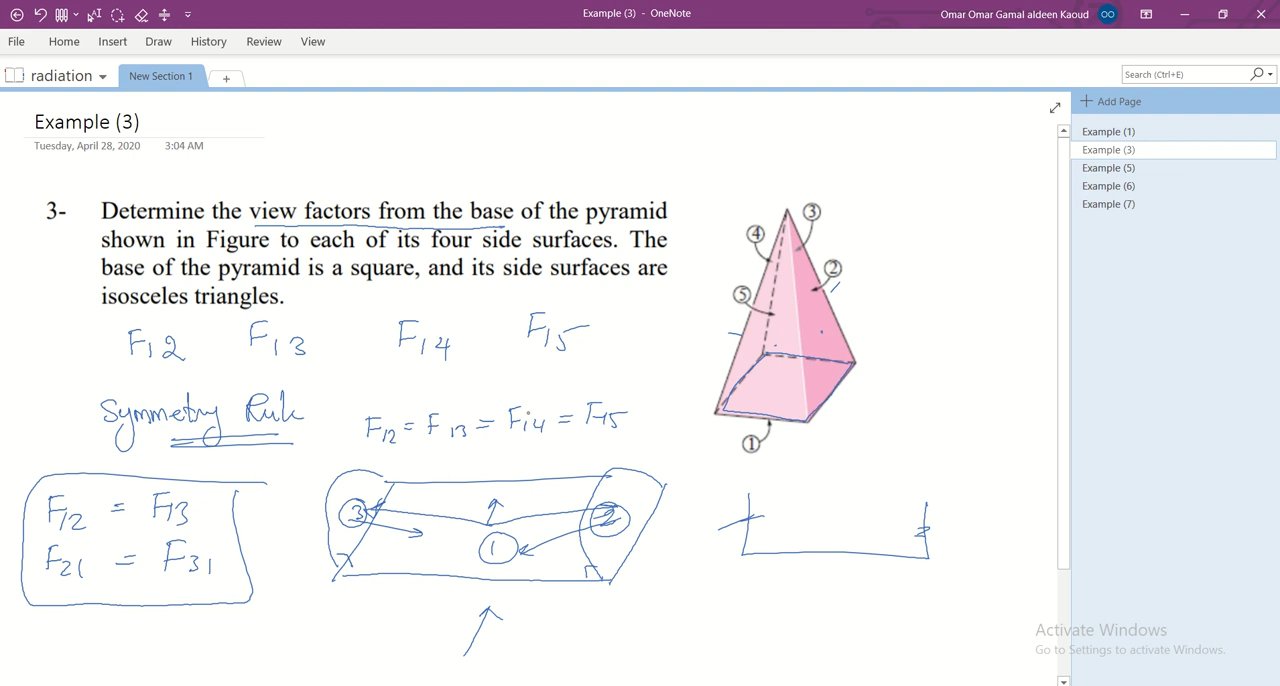 Example (3) - OneNote
Omar Omar Gamal aldeen Kaoud OO
File Home Insert Draw History Review View
radiation New Section 1 +
Search (Ctrl+E)
Add Page
Example (1)
Example (3)
Example (5)
Example (6)
Example (7)
Example (3)
Tuesday, April 28, 2020 3:04 AM
3- Determine the view factors from the base of the pyramid
shown in Figure to each of its four side surfaces. The
base of the pyramid is a square, and its side surfaces are
isosceles triangles.
③
④
②
⑤
①
F12 F13 F14 F15
Symmetry Rule
F12 = F13 = F14 = F15
F12 = F13
F21 = F31
3 1 2
Activate Windows
Go to Settings to activate Windows.